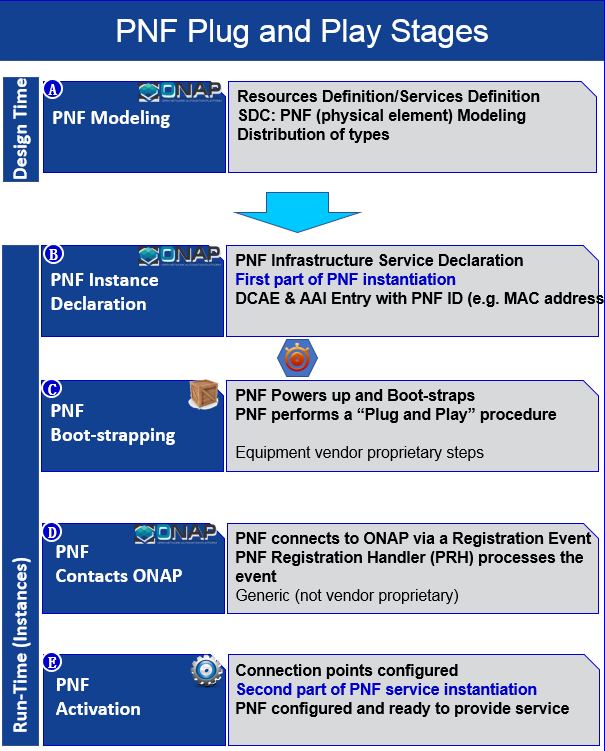 PNF Plug and Play Stages
Design Time
A
PNF Modeling
ONAP
Resources Definition/Services Definition
SDC: PNF (physical element) Modeling
Distribution of types
Run-Time (Instances)
B
PNF Instance
Declaration
ONAP
PNF Infrastructure Service Declaration
First part of PNF instantiation
DCAE & AAI Entry with PNF ID (e.g. MAC address
C
PNF
Boot-strapping
PNF Powers up and Boot-straps
PNF performs a “Plug and Play” procedure
Equipment vendor proprietary steps
D
PNF
Contacts ONAP
ONAP
PNF connects to ONAP via a Registration Event
PNF Registration Handler (PRH) processes the
event
Generic (not vendor proprietary)
E
PNF
Activation
Connection points configured
Second part of PNF service instantiation
PNF configured and ready to provide service